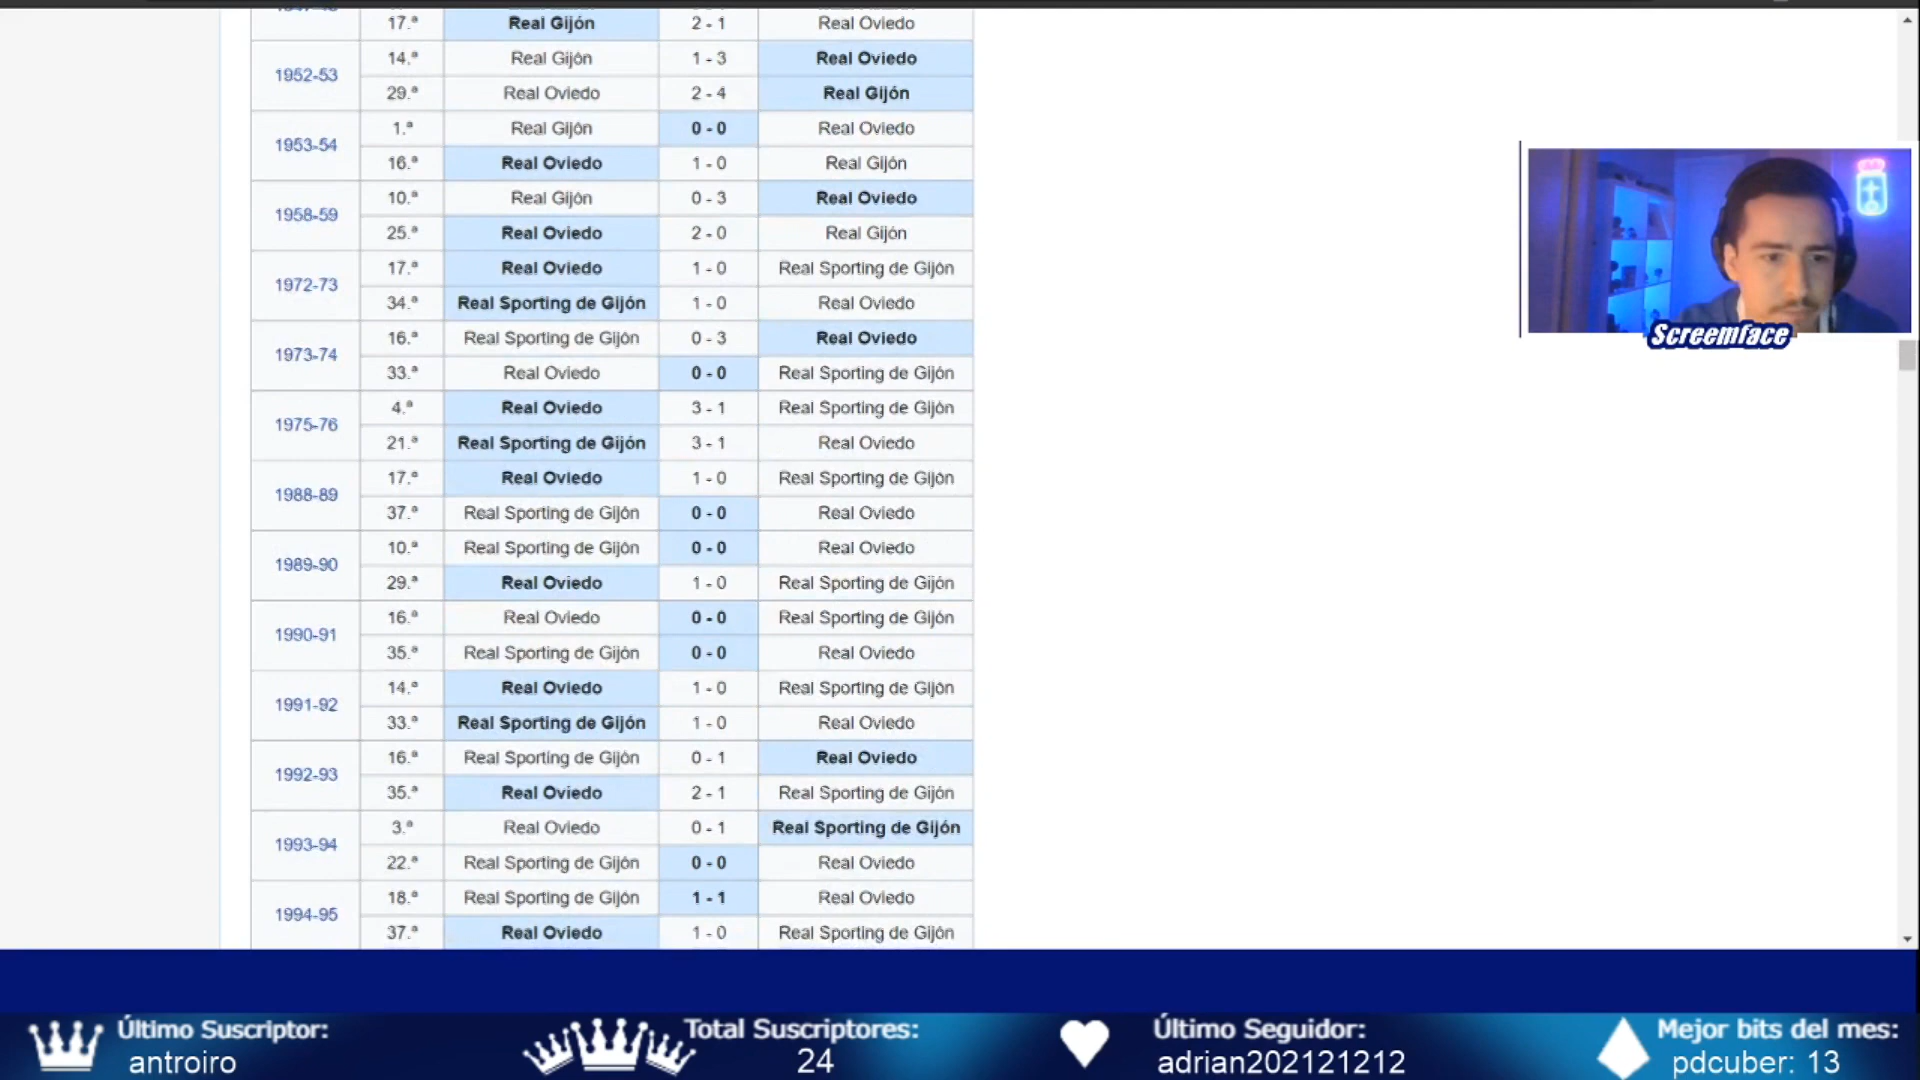 17.ª Real Gijón 2 - 1 Real Oviedo
1952-53 14.ª Real Gijón 1 - 3 Real Oviedo
29.ª Real Oviedo 2 - 4 Real Gijón
1953-54 1.ª Real Gijón 0 - 0 Real Oviedo
16.ª Real Oviedo 1 - 0 Real Gijón
1958-59 10.ª Real Gijón 0 - 3 Real Oviedo
25.ª Real Oviedo 2 - 0 Real Gijón
1972-73 17.ª Real Oviedo 1 - 0 Real Sporting de Gijón
34.ª Real Sporting de Gijón 1 - 0 Real Oviedo
1973-74 16.ª Real Sporting de Gijón 0 - 3 Real Oviedo
33.ª Real Oviedo 0 - 0 Real Sporting de Gijón
1975-76 4.ª Real Oviedo 3 - 1 Real Sporting de Gijón
21.ª Real Sporting de Gijón 3 - 1 Real Oviedo
1988-89 17.ª Real Oviedo 1 - 0 Real Sporting de Gijón
37.ª Real Sporting de Gijón 0 - 0 Real Oviedo
1989-90 10.ª Real Sporting de Gijón 0 - 0 Real Oviedo
29.ª Real Oviedo 1 - 0 Real Sporting de Gijón
1990-91 16.ª Real Oviedo 0 - 0 Real Sporting de Gijón
35.ª Real Sporting de Gijón 0 - 0 Real Oviedo
1991-92 14.ª Real Oviedo 1 - 0 Real Sporting de Gijón
33.ª Real Sporting de Gijón 1 - 0 Real Oviedo
1992-93 16.ª Real Sporting de Gijón 0 - 1 Real Oviedo
35.ª Real Oviedo 2 - 1 Real Sporting de Gijón
1993-94 3.ª Real Oviedo 0 - 1 Real Sporting de Gijón
22.ª Real Sporting de Gijón 0 - 0 Real Oviedo
1994-95 18.ª Real Sporting de Gijón 1 - 1 Real Oviedo
37.ª Real Oviedo 1 - 0 Real Sporting de Gijón
Screemface
Último Suscriptor:
antroiro
Total Suscriptores:
24
Último Seguidor:
adrian202121212
Mejor bits del mes:
pdcuber: 13